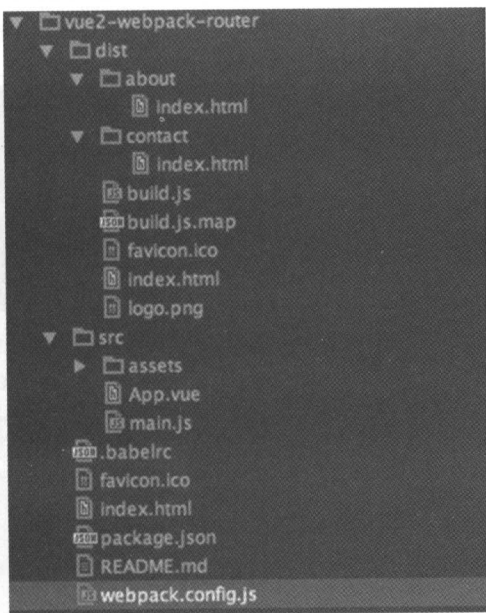 vue2-webpack-router
dist
about
index.html
contact
index.html
build.js
build.js.map
favicon.ico
index.html
logo.png
src
assets
App.vue
main.js
.babelrc
favicon.ico
index.html
package.json
README.md
webpack.config.js